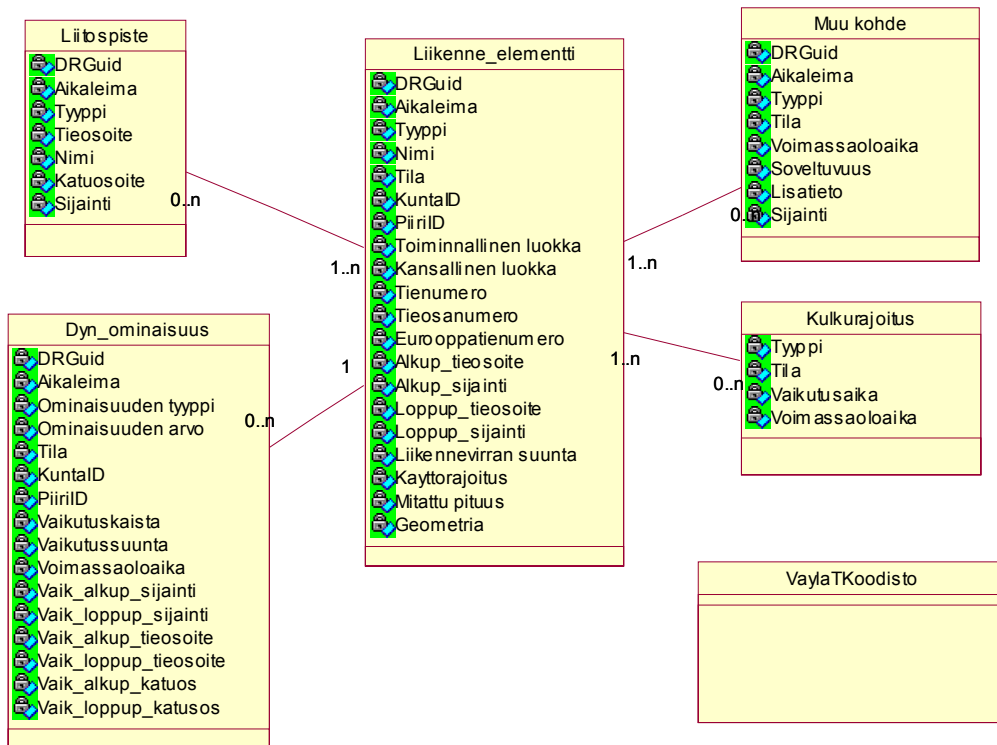 Liitospiste
DRGuid
Aikaleima
Tyyppi
Tieosoite
Nimi
Katuosoite
Sijainti
0..n
1..n
Liikenne_elementti
DRGuid
Aikaleima
Tyyppi
Nimi
Tila
KuntaID
PiiriID
Toiminnallinen luokka
Kansallinen luokka
Tienumero
Tieosanumero
Eurooppatienumero
Alkup_tieosoite
Alkup_sijainti
Loppup_tieosoite
Loppup_sijainti
Liikennevirran suunta
Kayttorajoitus
Mitattu pituus
Geometria
Muu kohde
DRGuid
Aikaleima
Tyyppi
Tila
Voimassaoloaika
Soveltuvuus
Lisatieto
Sijainti
0..n
1..n
Dyn_ominaisuus
DRGuid
Aikaleima
Ominaisuuden tyyppi
Ominaisuuden arvo
Tila
KuntaID
PiiriID
Vaikutuskaista
Vaikutussuunta
Voimassaoloaika
Vaik_alkup_sijainti
Vaik_loppup_sijainti
Vaik_alkup_tieosoite
Vaik_loppup_tieosoite
Vaik_alkup_katuos
Vaik_loppup_katusos
1
0..n
Kulkurajoitus
Tyyppi
Tila
Vaikutusaika
Voimassaoloaika
1..n
0..n
VaylaTKoodisto